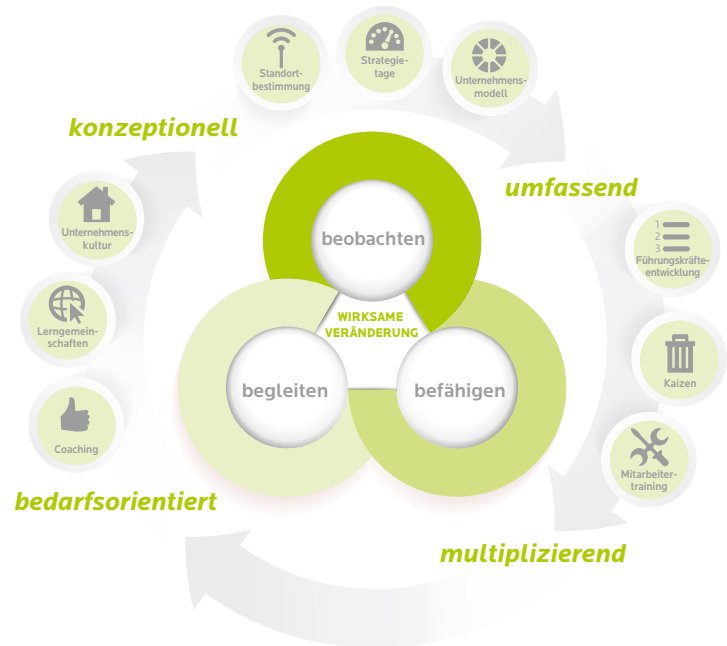 Standort-
bestimmung
Strategie-
tage
Unternehmens-
modell
konzeptionell
umfassend
Unternehmens-
kultur
beobachten
1
2
3
Führungskräfte-
entwicklung
Lerngemein-
schaften
WIRKSAME
VERÄNDERUNG
Kaizen
begleiten
befähigen
Coaching
Mitarbeiter-
training
bedarfsorientiert
multiplizierend